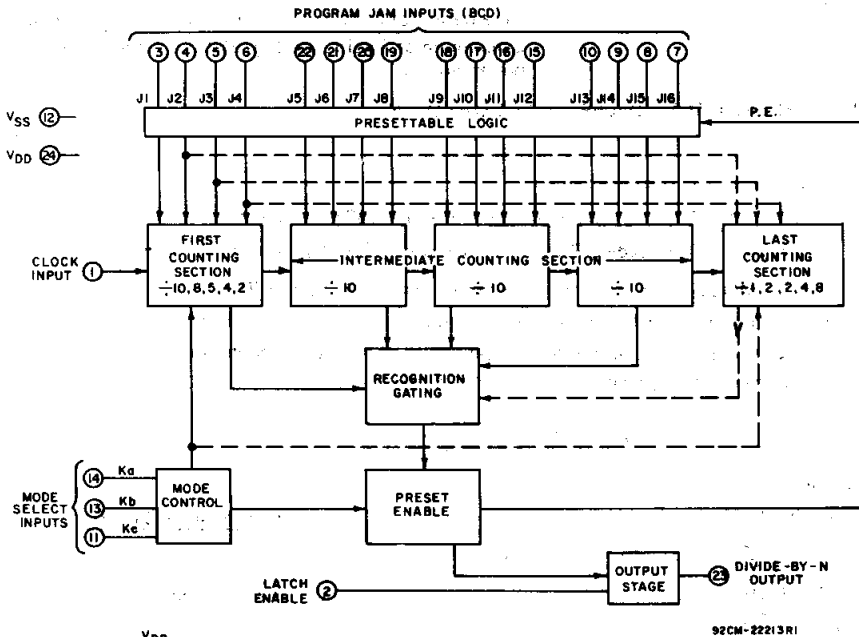 PROGRAM JAM INPUTS (BCD)
3 4 5 6 22 21 20 19 18 17 16 15 10 9 8 7
J1 J2 J3 J4 J5 J6 J7 J8 J9 J10 J11 J12 J13 J14 J15 J16
VSS 12
PRESETTABLE LOGIC
P.E.
VDD 24
CLOCK INPUT 1
FIRST
COUNTING
SECTION
÷10,8,5,4,2
INTERMEDIATE COUNTING SECTION
÷ 10
÷ 10
÷ 10
LAST
COUNTING
SECTION
÷1,2,2,4,8
RECOGNITION
GATING
MODE
SELECT
INPUTS
14 Ka
13 Kb
11 Kc
MODE
CONTROL
PRESET
ENABLE
LATCH
ENABLE 2
OUTPUT
STAGE
23 DIVIDE-BY-N
OUTPUT
VDD
92CM-22213R1